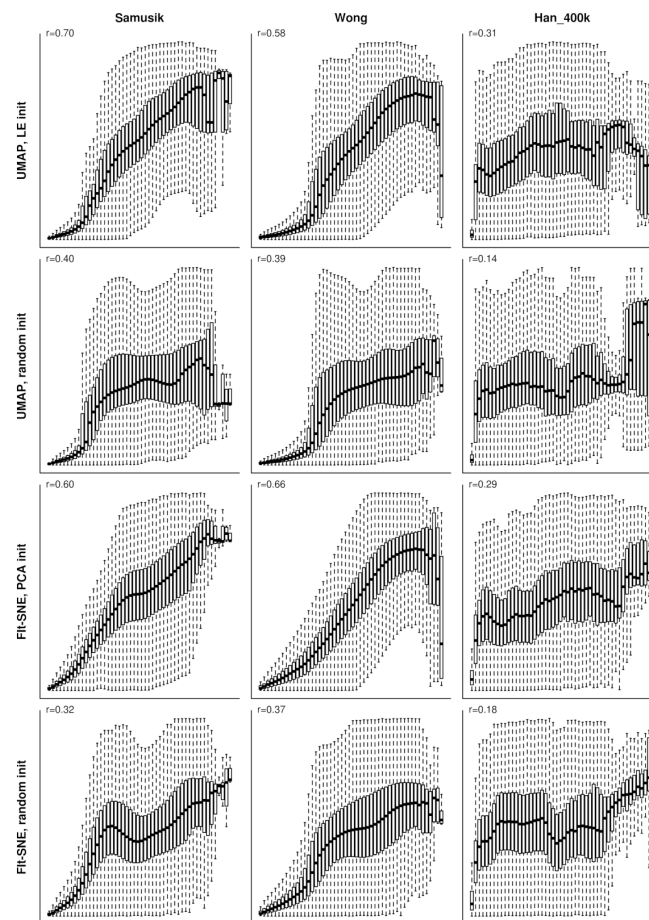 Samusik Wong Han_400k
r=0.70 r=0.58 r=0.31
UMAP, LE init
r=0.40 r=0.39 r=0.14
UMAP, random init
r=0.60 r=0.66 r=0.29
FIt-SNE, PCA init
r=0.32 r=0.37 r=0.18
FIt-SNE, random init